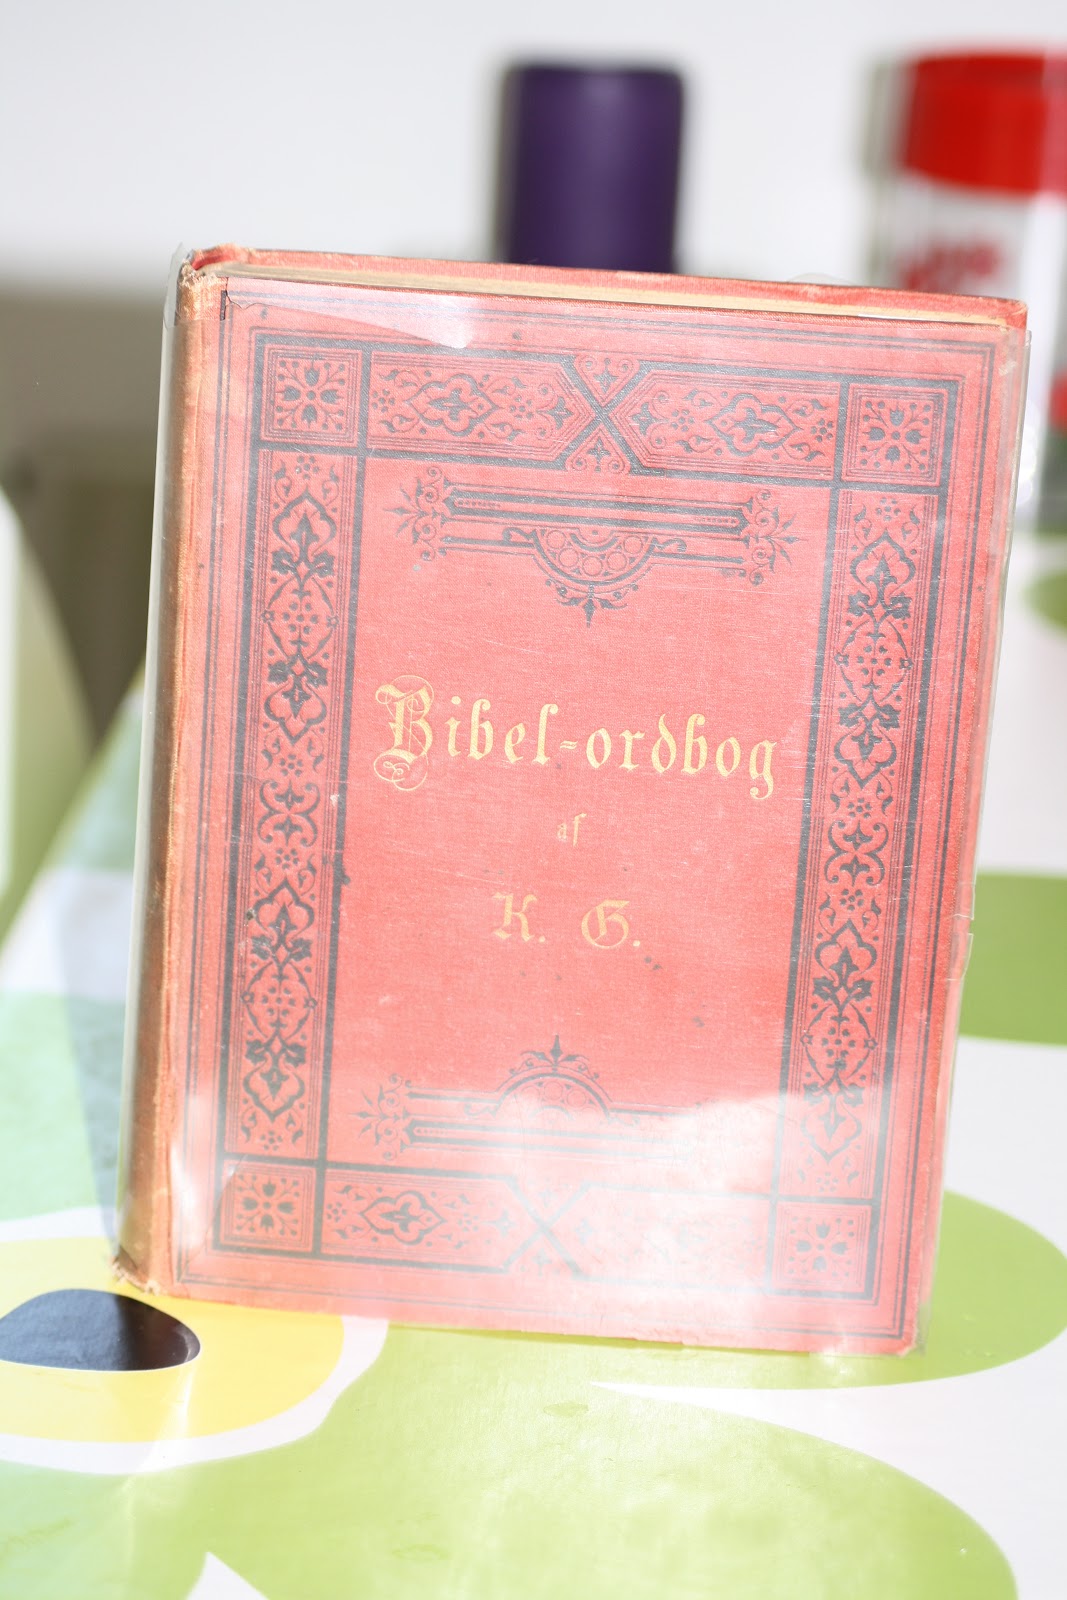 Bibel-ordbog
af
K. G.